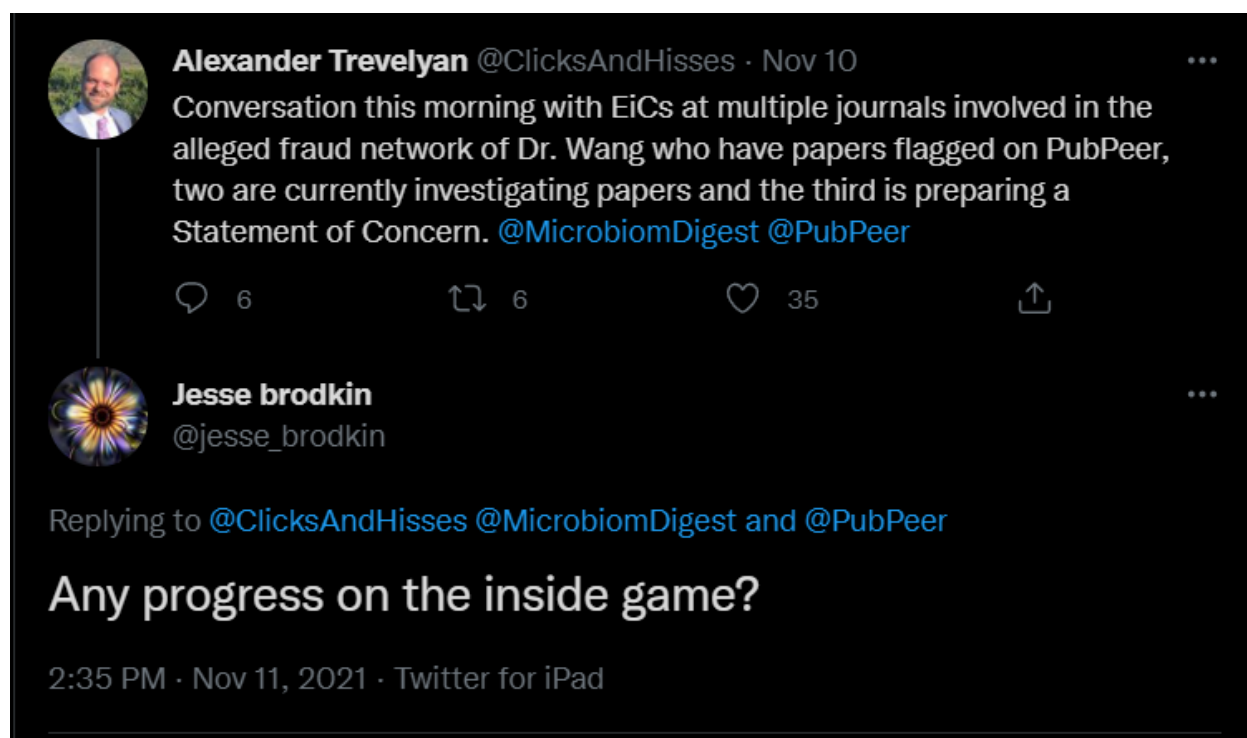 Alexander Trevelyan @ClicksAndHisses · Nov 10
Conversation this morning with EiCs at multiple journals involved in the
alleged fraud network of Dr. Wang who have papers flagged on PubPeer,
two are currently investigating papers and the third is preparing a
Statement of Concern. @MicrobiomDigest @PubPeer
6 6 35
Jesse brodkin
@jesse_brodkin
Replying to @ClicksAndHisses @MicrobiomDigest and @PubPeer
Any progress on the inside game?
2:35 PM · Nov 11, 2021 · Twitter for iPad